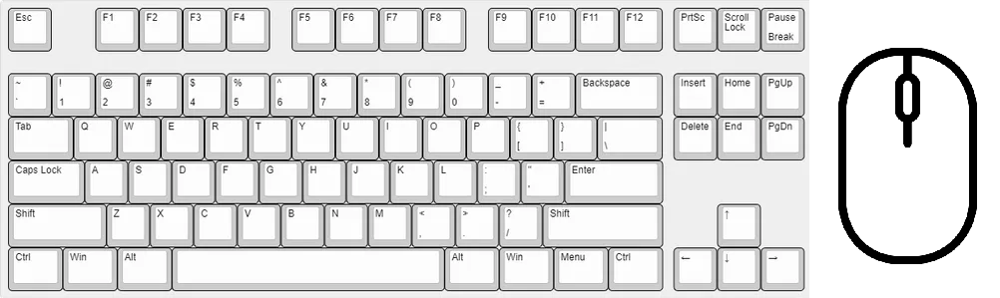 Esc F1 F2 F3 F4 F5 F6 F7 F8 F9 F10 F11 F12 PrtSc Scroll Lock Pause Break
~ ` ! 1 @ 2 # 3 $ 4 % 5 ^ 6 & 7 * 8 ( 9 ) 0 _ - + = Backspace Insert Home PgUp
Tab Q W E R T Y U I O P { [ } ] | \ Delete End PgDn
Caps Lock A S D F G H J K L : ; " ' Enter
Shift Z X C V B N M < , > . ? / Shift ↑
Ctrl Win Alt Alt Win Menu Ctrl ← ↓ →